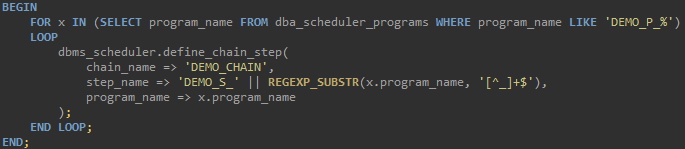 BEGIN
    FOR x IN (SELECT program_name FROM dba_scheduler_programs WHERE program_name LIKE 'DEMO_P_%')
    LOOP
        dbms_scheduler.define_chain_step(
            chain_name => 'DEMO_CHAIN',
            step_name => 'DEMO_S_' || REGEXP_SUBSTR(x.program_name, '[^_]+$'),
            program_name => x.program_name
        );
    END LOOP;
END;